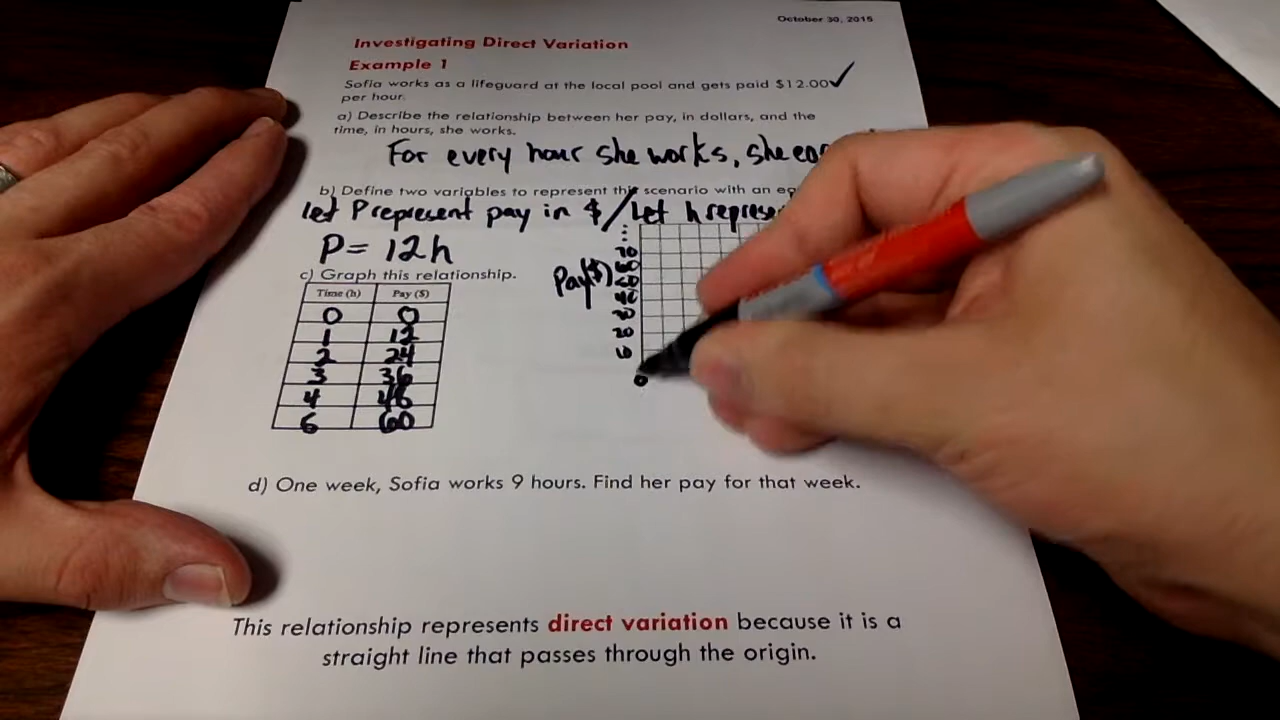 October 30, 2015
Investigating Direct Variation
Example 1
Sofia works as a lifeguard at the local pool and gets paid $12.00
per hour.
a) Describe the relationship between her pay, in dollars, and the
time, in hours, she works.
For every hour she works, she
b) Define two variables to represent this scenario with an
let P represent pay in $ / Let h
P = 12h
c) Graph this relationship.
Time (h) Pay ($)
0 0
1 12
2 24
3 36
4 48
6 60
Pay($)
70
60
50
40
30
20
10
0
d) One week, Sofia works 9 hours. Find her pay for that week.
This relationship represents direct variation because it is a
straight line that passes through the origin.